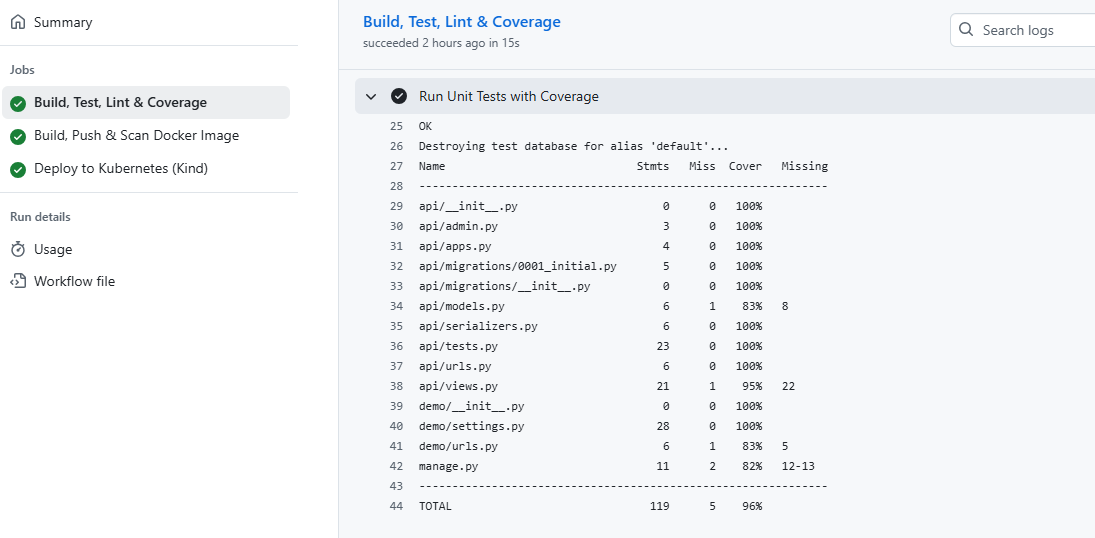 Summary
Jobs
Build, Test, Lint & Coverage
Build, Push & Scan Docker Image
Deploy to Kubernetes (Kind)
Run details
Usage
Workflow file
Build, Test, Lint & Coverage
succeeded 2 hours ago in 15s
Search logs
Run Unit Tests with Coverage
25 OK
26 Destroying test database for alias 'default'...
27 Name Stmts Miss Cover Missing
28 --------------------------------------------------------------
29 api/__init__.py 0 0 100%
30 api/admin.py 3 0 100%
31 api/apps.py 4 0 100%
32 api/migrations/0001_initial.py 5 0 100%
33 api/migrations/__init__.py 0 0 100%
34 api/models.py 6 1 83% 8
35 api/serializers.py 6 0 100%
36 api/tests.py 23 0 100%
37 api/urls.py 6 0 100%
38 api/views.py 21 1 95% 22
39 demo/__init__.py 0 0 100%
40 demo/settings.py 28 0 100%
41 demo/urls.py 6 1 83% 5
42 manage.py 11 2 82% 12-13
43 --------------------------------------------------------------
44 TOTAL 119 5 96%